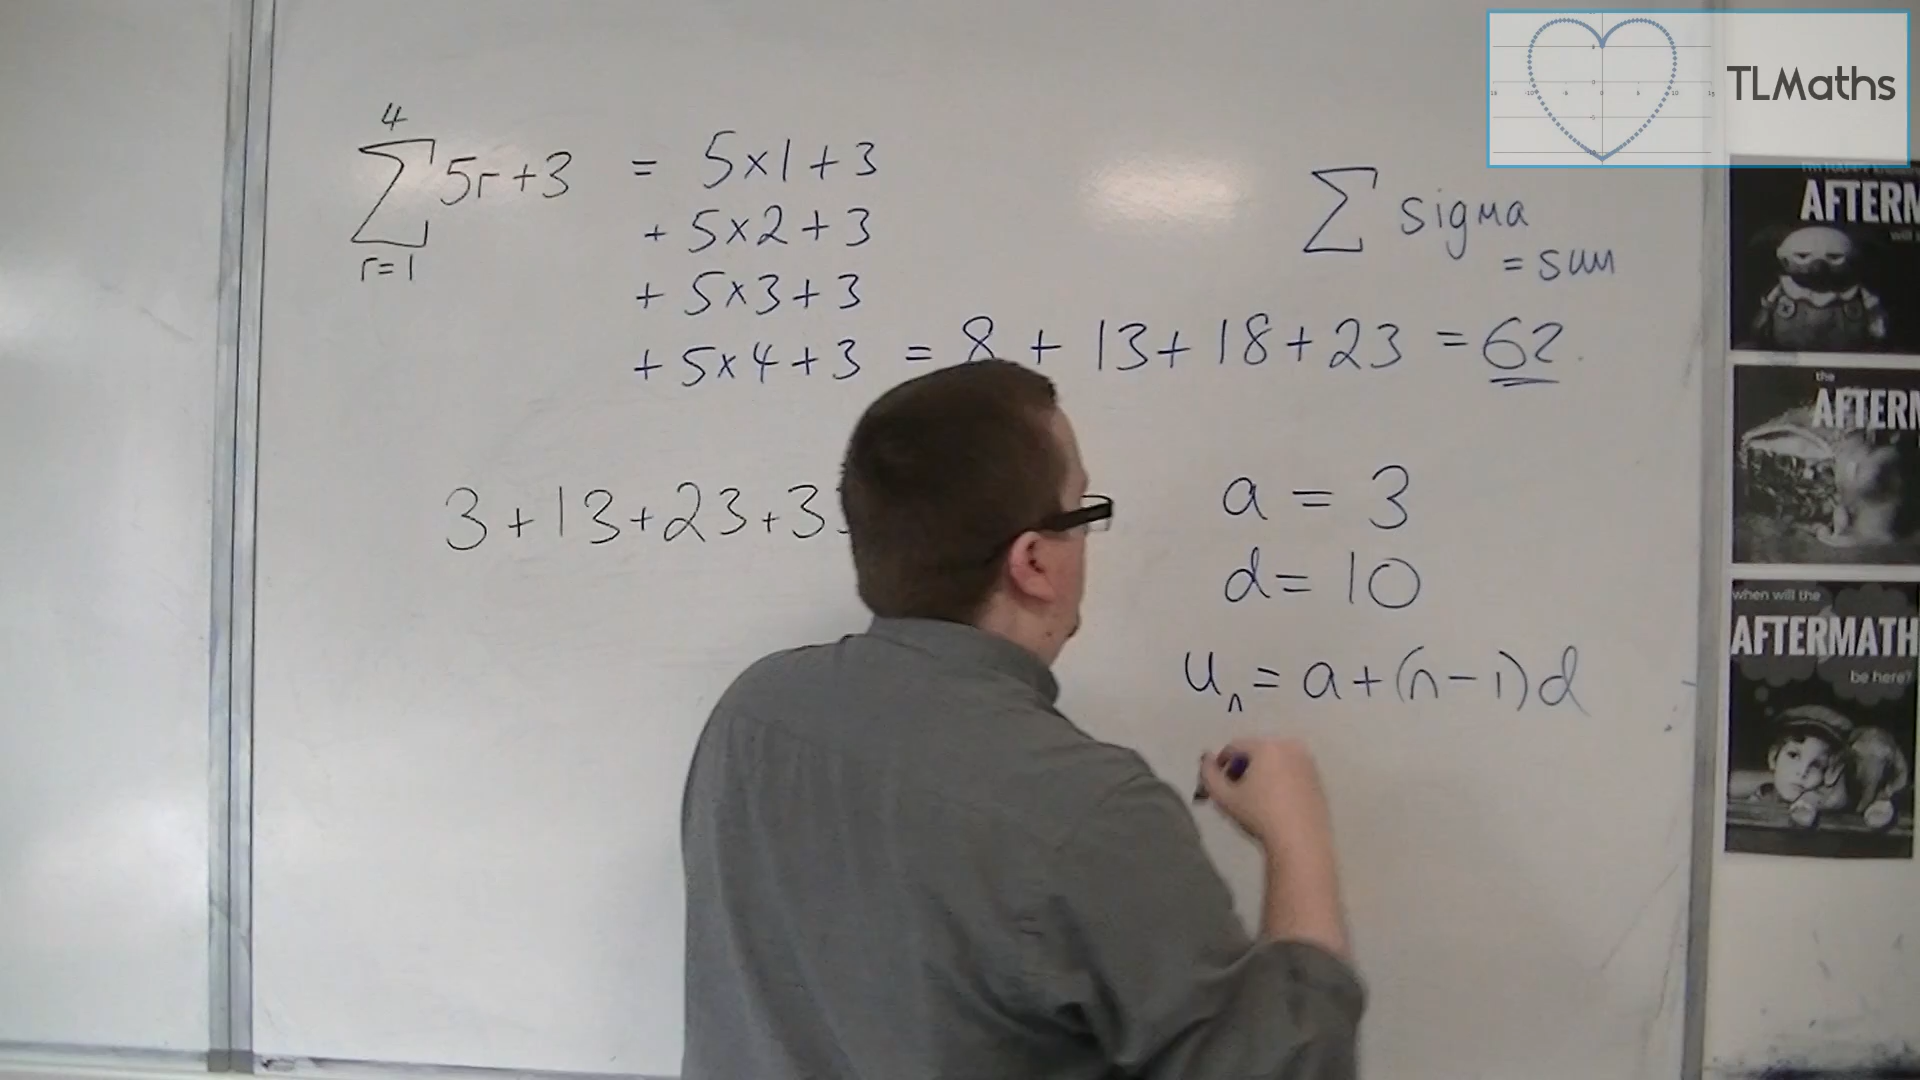 TLMaths
4
∑ 5r+3 = 5×1+3
r=1
+ 5×2+3
+ 5×3+3
+ 5×4+3 = 8 + 13+ 18+23 = 62
∑ sigma
= sum
3+13+23+3
a = 3
d = 10
uₙ = a+(n-1)d
AFTERM
will
the
AFTERM
when will the
AFTERMATH
be here?